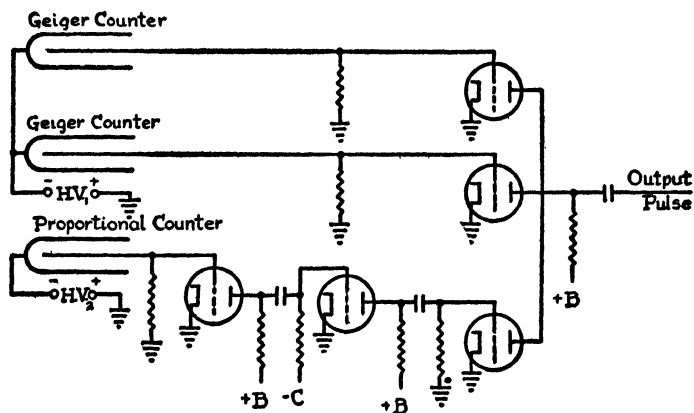 Geiger Counter
Geiger Counter
- HV1 +
Output
Pulse
Proportional Counter
- HV2 +
+B
+B
-C
+B